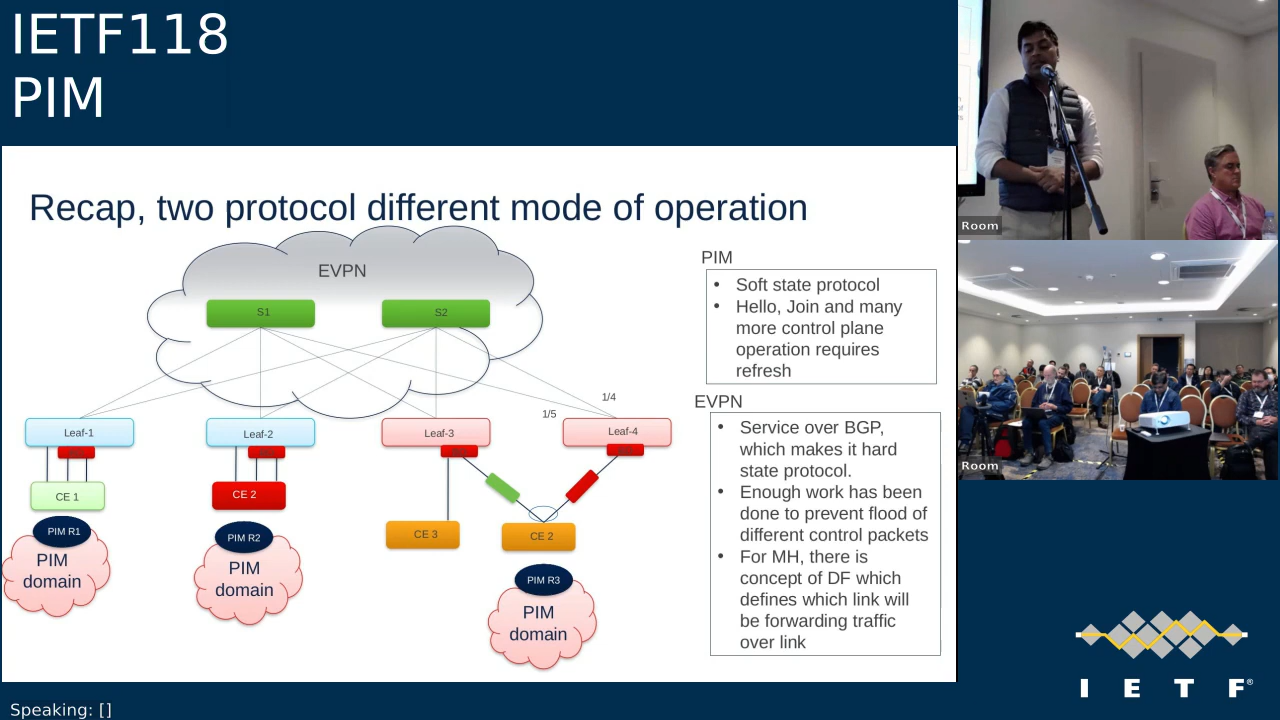 IETF118
PIM
Recap, two protocol different mode of operation
EVPN
S1
S2
1/4
1/5
Leaf-1
Leaf-2
Leaf-3
Leaf-4
CE 1
CE 2
CE 3
CE 2
PIM R1
PIM R2
PIM R3
PIM
domain
PIM
domain
PIM
domain
PIM
• Soft state protocol
• Hello, Join and many
more control plane
operation requires
refresh
EVPN
• Service over BGP,
which makes it hard
state protocol.
• Enough work has been
done to prevent flood of
different control packets
• For MH, there is
concept of DF which
defines which link will
be forwarding traffic
over link
Room
Room
I E T F®
Speaking: []